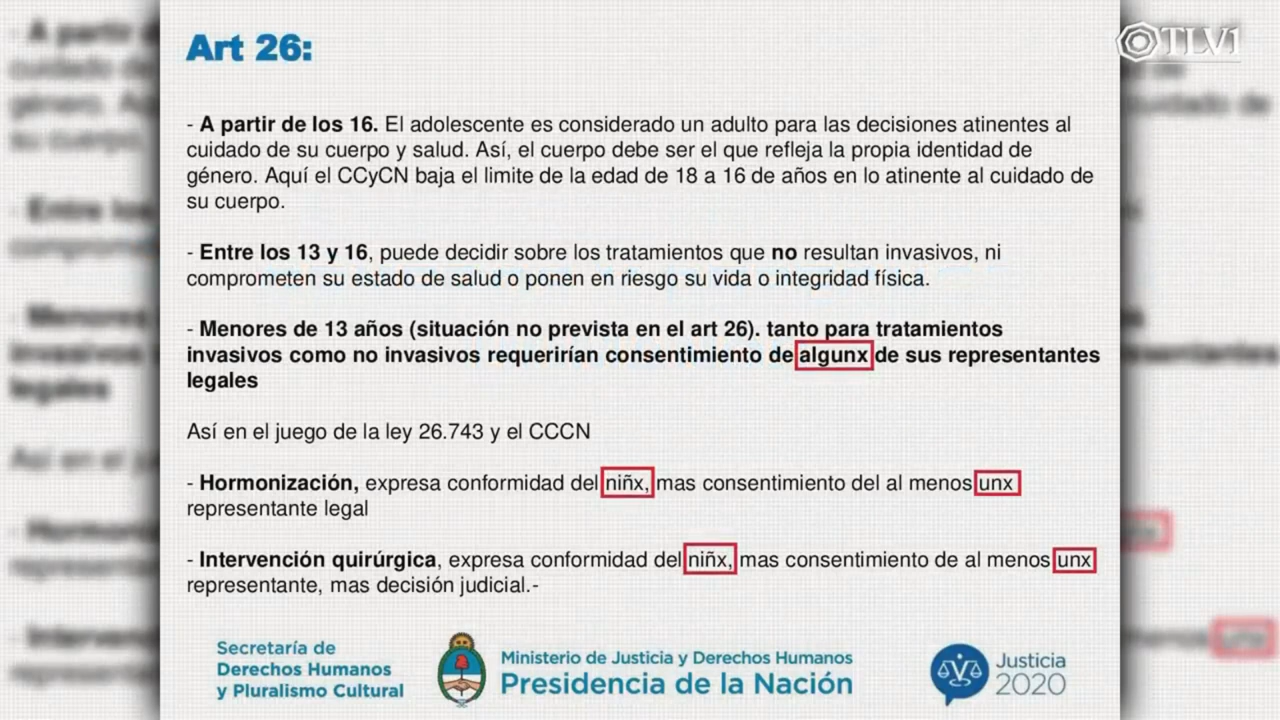 Art 26:
TLV1
- A partir de los 16. El adolescente es considerado un adulto para las decisiones atinentes al
cuidado de su cuerpo y salud. Así, el cuerpo debe ser el que refleja la propia identidad de
género. Aquí el CCyCN baja el limite de la edad de 18 a 16 de años en lo atinente al cuidado de
su cuerpo.
- Entre los 13 y 16, puede decidir sobre los tratamientos que no resultan invasivos, ni
comprometen su estado de salud o ponen en riesgo su vida o integridad física.
- Menores de 13 años (situación no prevista en el art 26). tanto para tratamientos
invasivos como no invasivos requerirían consentimiento de algunx de sus representantes
legales
Así en el juego de la ley 26.743 y el CCCN
- Hormonización, expresa conformidad del niñx, mas consentimiento del al menos unx
representante legal
- Intervención quirúrgica, expresa conformidad del niñx, mas consentimiento de al menos unx
representante, mas decisión judicial.-
Secretaría de
Derechos Humanos
y Pluralismo Cultural
Ministerio de Justicia y Derechos Humanos
Presidencia de la Nación
Justicia
2020